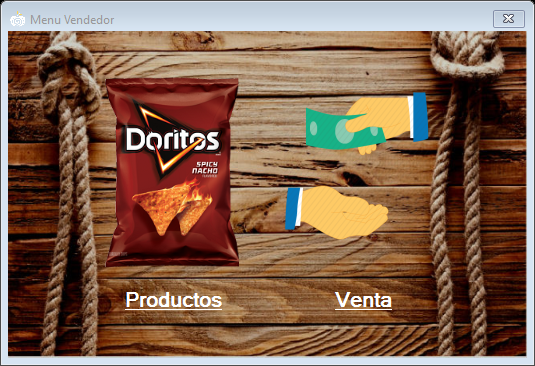 Menu Vendedor
Doritos
SPICY
NACHO
Productos
Venta